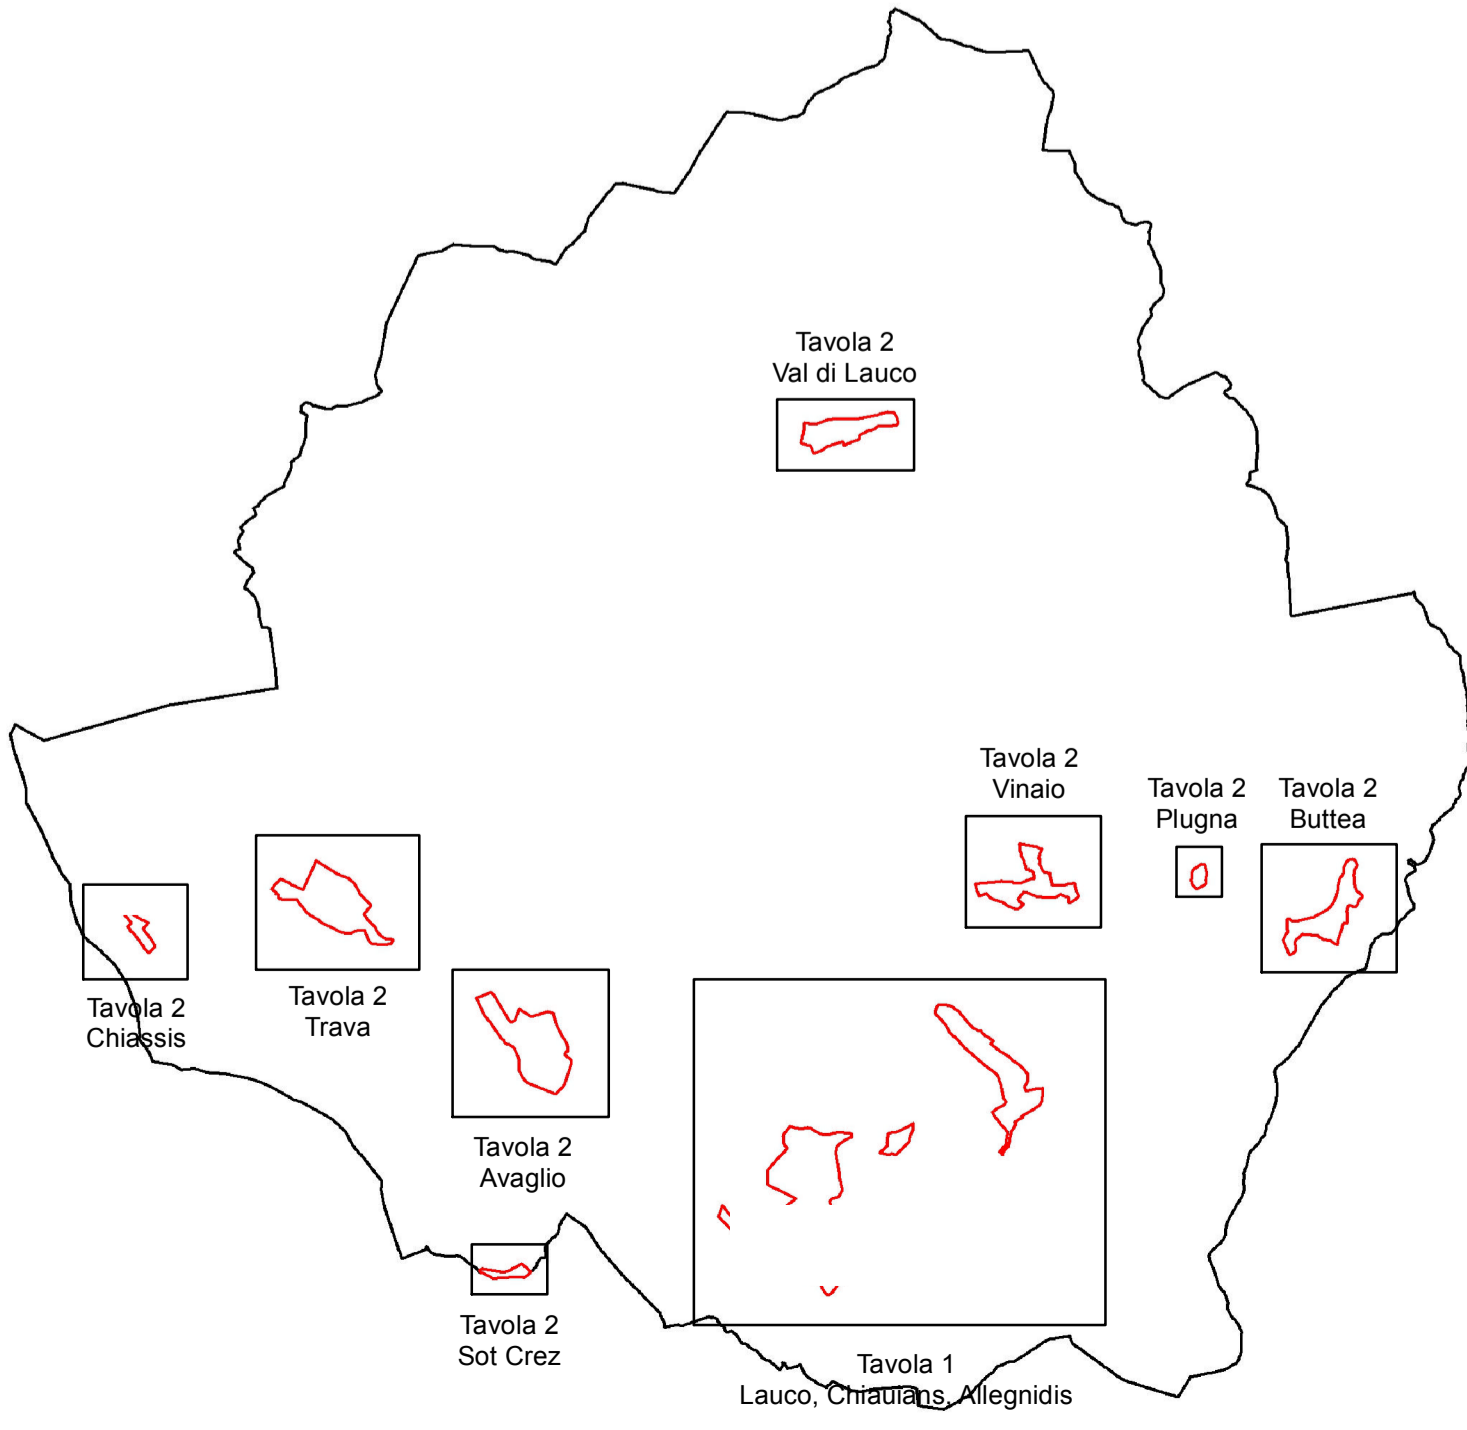 Tavola 2
Val di Lauco
Tavola 2
Vinaio
Tavola 2
Plugna
Tavola 2
Buttea
Tavola 2
Chiassis
Tavola 2
Trava
Tavola 2
Avaglio
Tavola 2
Sot Crez
Tavola 1
Lauco, Chiauians, Allegnidis